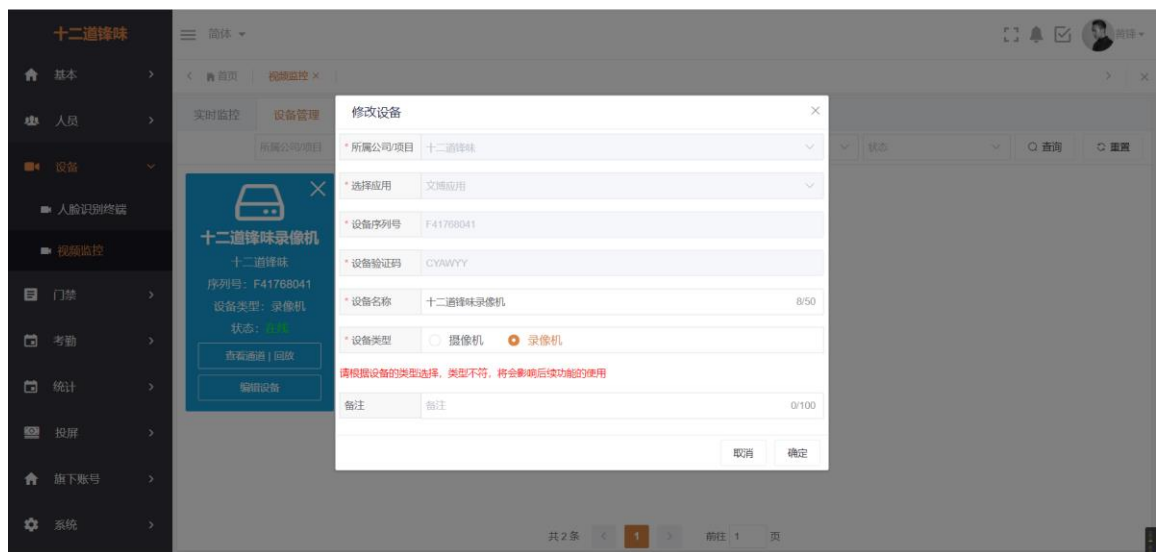 十二道锋味
简体
黄锋
基本
首页
视频监控 ×
人员
实时监控
设备管理
所属公司/项目
状态
查询
重置
设备
人脸识别终端
视频监控
门禁
考勤
统计
投屏
旗下账号
系统
十二道锋味录像机
十二道锋味
序列号：F41768041
设备类型：录像机
状态：在线
查看通道 | 回放
编辑设备
修改设备
* 所属公司/项目 十二道锋味
* 选择应用 文博应用
* 设备序列号 F41768041
* 设备验证码 CYAWYY
* 设备名称 十二道锋味录像机 8/50
* 设备类型 摄像机 录像机
请根据设备的类型选择，类型不符，将会影响后续功能的使用
备注 备注 0/100
取消 确定
共 2 条 < 1 > 前往 1 页